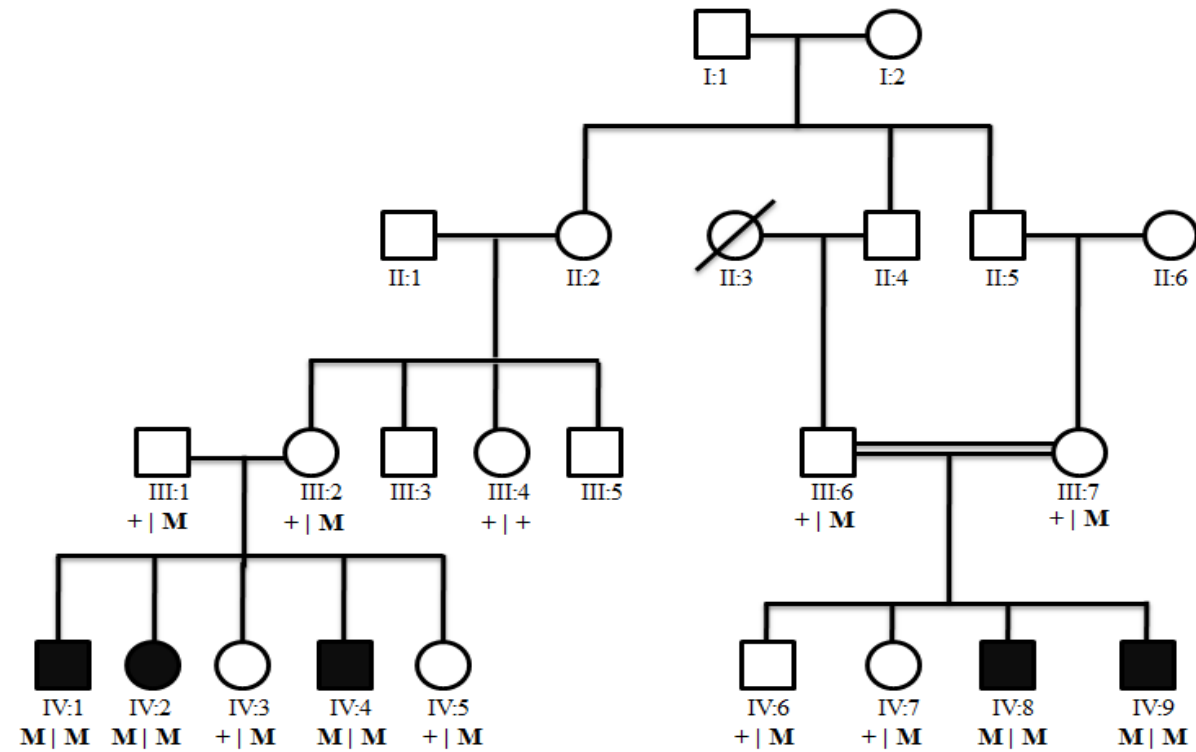 I:1 I:2
II:1 II:2 II:3 II:4 II:5 II:6
III:1 III:2 III:3 III:4 III:5 III:6 III:7
+ | M + | M + | + + | M + | M
IV:1 IV:2 IV:3 IV:4 IV:5 IV:6 IV:7 IV:8 IV:9
M | M M | M + | M M | M + | M + | M + | M M | M M | M